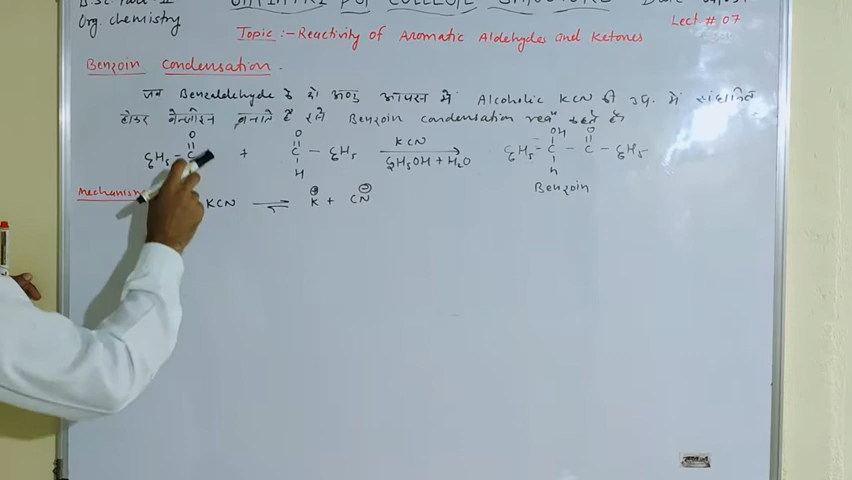 B.Sc Part-II
Org. chemistry
Lect # 07
Topic :- Reactivity of Aromatic Aldehydes and Ketones
Benzoin Condensation.
जब Benzaldehyde के दो अणु आपस में Alcoholic KCN की उप. में संघनित
होकर बेन्जोइन बनाते हैं इसे Benzoin condensation reaⁿ कहते हैं
O O OH O
C₆H₅ - C + C - C₆H₅ KCN C₆H₅ - C - C - C₆H₅
H C₂H₅OH + H₂O H
Benzoin
Mechanism
KCN ⇌ K⊕ + CN⊖